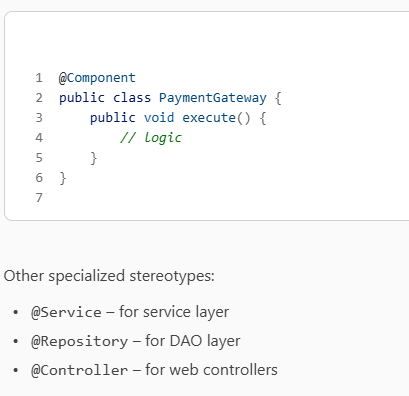 1 @Component
2 public class PaymentGateway {
3     public void execute() {
4         // logic
5     }
6 }
7
Other specialized stereotypes:
• @Service – for service layer
• @Repository – for DAO layer
• @Controller – for web controllers